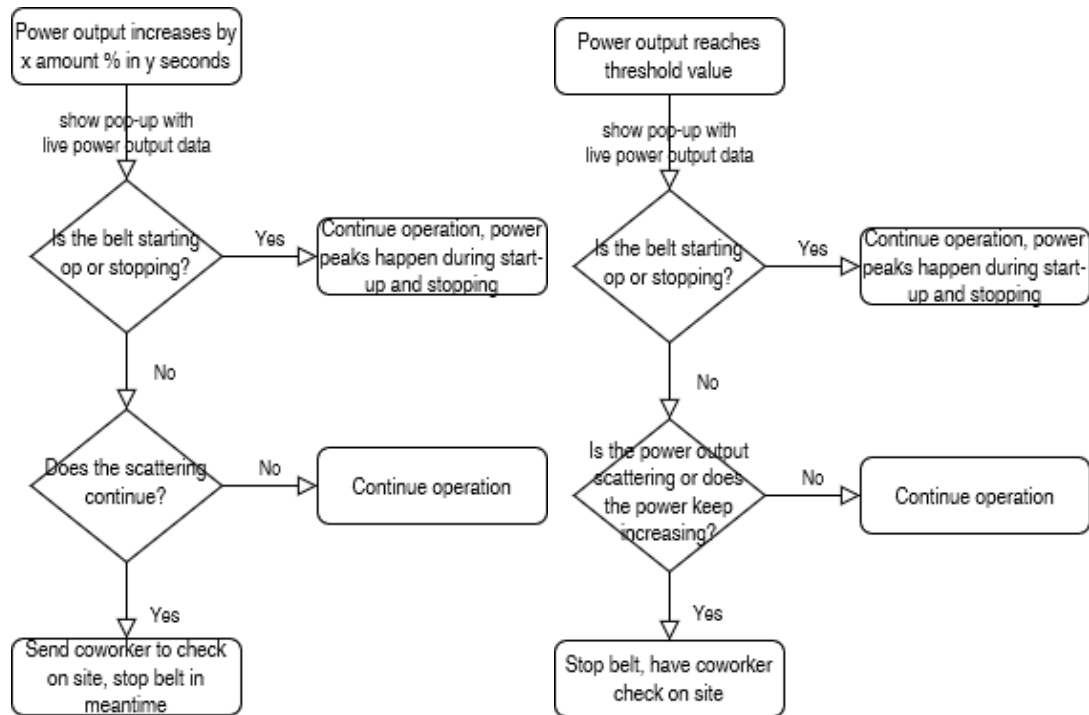 Power output increases by
x amount % in y seconds
show pop-up with
live power output data
Is the belt starting
op or stopping?
Yes
Continue operation, power
peaks happen during start-
up and stopping
No
Does the scattering
continue?
No
Continue operation
Yes
Send coworker to check
on site, stop belt in
meantime
Power output reaches
threshold value
show pop-up with
live power output data
Is the belt starting
op or stopping?
Yes
Continue operation, power
peaks happen during start-
up and stopping
No
Is the power output
scattering or does
the power keep
increasing?
No
Continue operation
Yes
Stop belt, have coworker
check on site